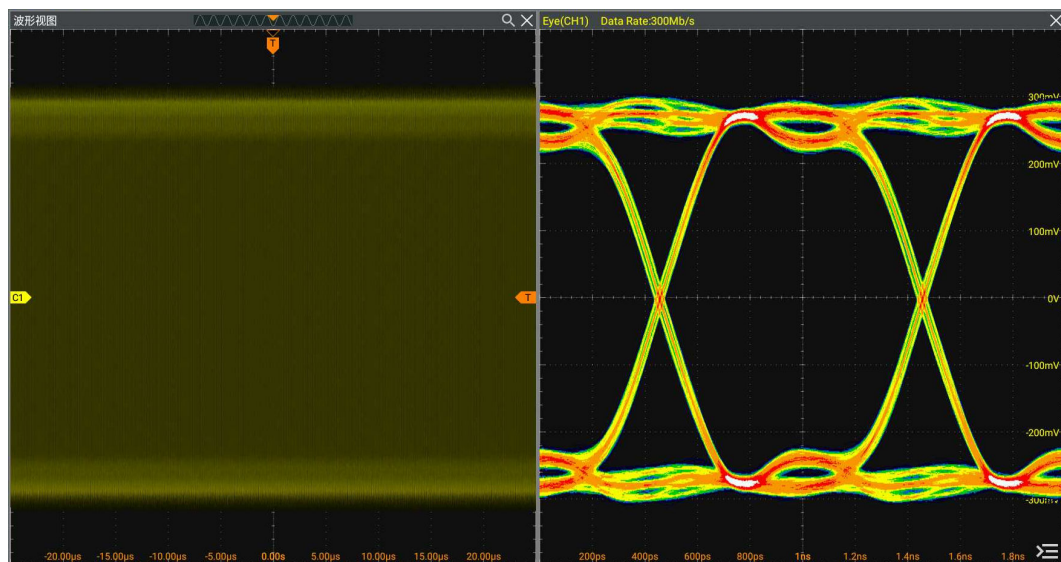 波形视图
T
C1
T
-20.00μs -15.00μs -10.00μs -5.00μs 0.00s 5.00μs 10.00μs 15.00μs 20.00μs
Eye(CH1) Data Rate:300Mb/s
300mV
200mV
100mV
0V
-100mV
-200mV
-300mV
200ps 400ps 600ps 800ps 1ns 1.2ns 1.4ns 1.6ns 1.8ns